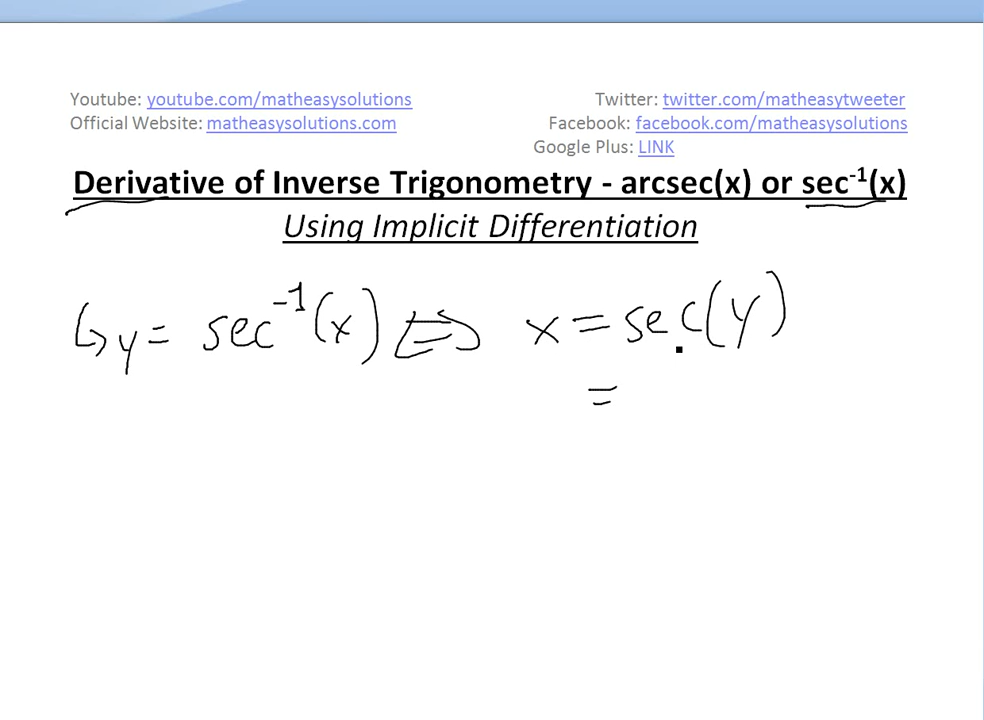 Youtube: youtube.com/matheasysolutions Twitter: twitter.com/matheasytweeter
Official Website: matheasysolutions.com Facebook: facebook.com/matheasysolutions
Google Plus: LINK
Derivative of Inverse Trigonometry - arcsec(x) or sec⁻¹(x)
Using Implicit Differentiation
↳ y = sec⁻¹(x) ⇔ x = sec(y)
=